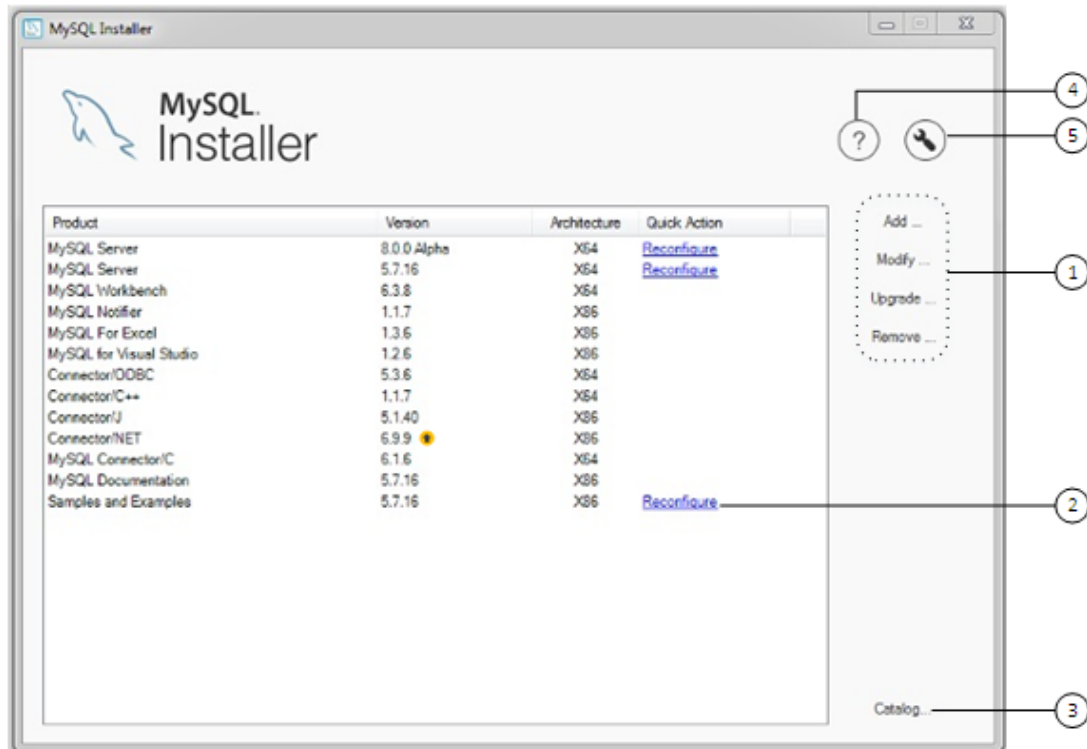 MySQL Installer
MySQL.
Installer
4
?
5
Product Version Architecture Quick Action
MySQL Server 8.0.0 Alpha X64 Reconfigure
MySQL Server 5.7.16 X64 Reconfigure
MySQL Workbench 6.3.8 X64
MySQL Notifier 1.1.7 X86
MySQL For Excel 1.3.6 X86
MySQL for Visual Studio 1.2.6 X86
Connector/ODBC 5.3.6 X64
Connector/C++ 1.1.7 X64
Connector/J 5.1.40 X86
Connector/NET 6.9.9 X86
MySQL Connector/C 6.1.6 X64
MySQL Documentation 5.7.16 X86
Samples and Examples 5.7.16 X86 Reconfigure
Add ...
Modify ...
Upgrade ...
Remove ...
1
2
Catalog...
3